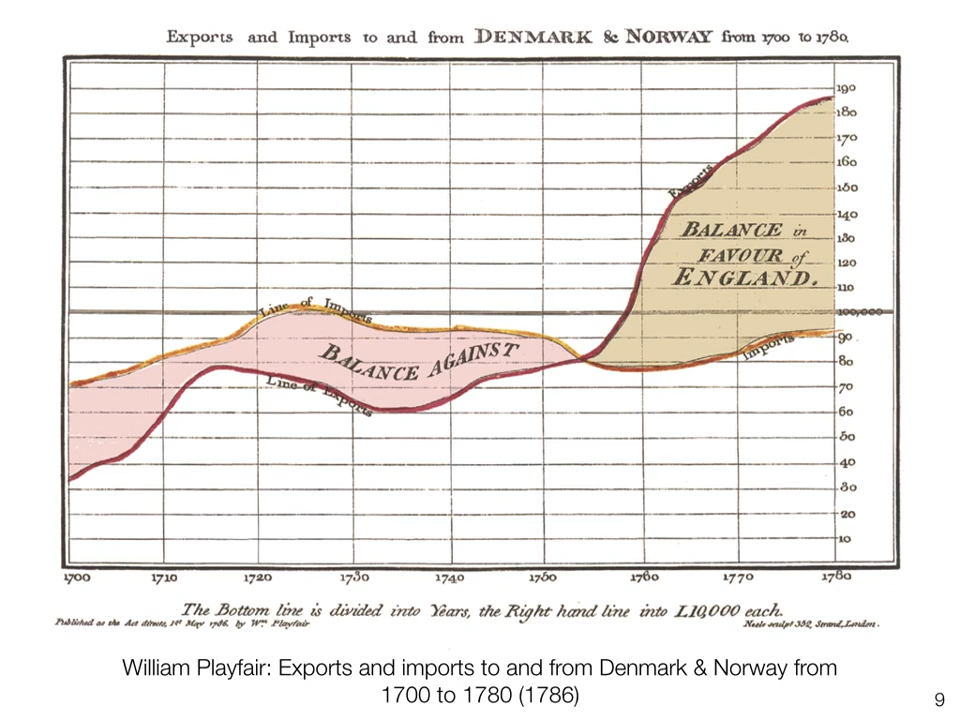 Exports and Imports to and from DENMARK & NORWAY from 1700 to 1780.
190
180
170
160
150
140
130
120
110
100,000
90
80
70
60
50
40
30
20
10
Exports
BALANCE in
FAVOUR of
ENGLAND.
Line of Imports
BALANCE AGAINST
Imports
Line of Exports
1700 1710 1720 1730 1740 1750 1760 1770 1780
The Bottom line is divided into Years, the Right hand line into L10,000 each.
Published as the Act directs, 1st May 1786, by Wm. Playfair
Neele sculpt 352, Strand, London.
William Playfair: Exports and imports to and from Denmark & Norway from
1700 to 1780 (1786)
9